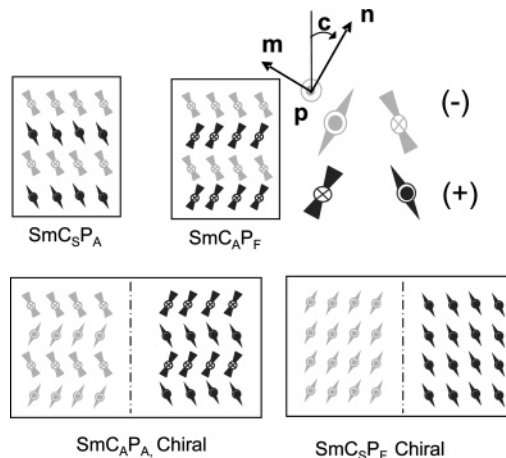 c
n
m
p
(-)
(+)
SmCSPA
SmCAPF
SmCAPA, Chiral
SmCSPF Chiral